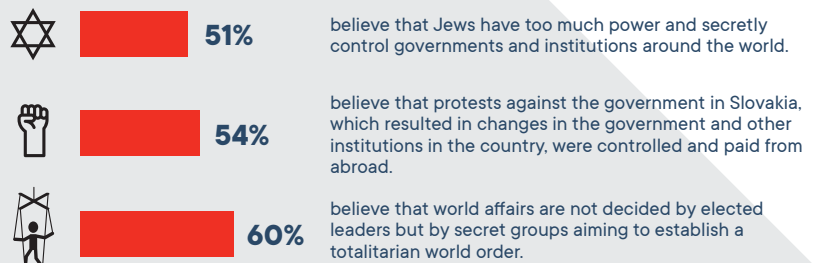 51%
believe that Jews have too much power and secretly
control governments and institutions around the world.
54%
believe that protests against the government in Slovakia,
which resulted in changes in the government and other
institutions in the country, were controlled and paid from
abroad.
60%
believe that world affairs are not decided by elected
leaders but by secret groups aiming to establish a
totalitarian world order.